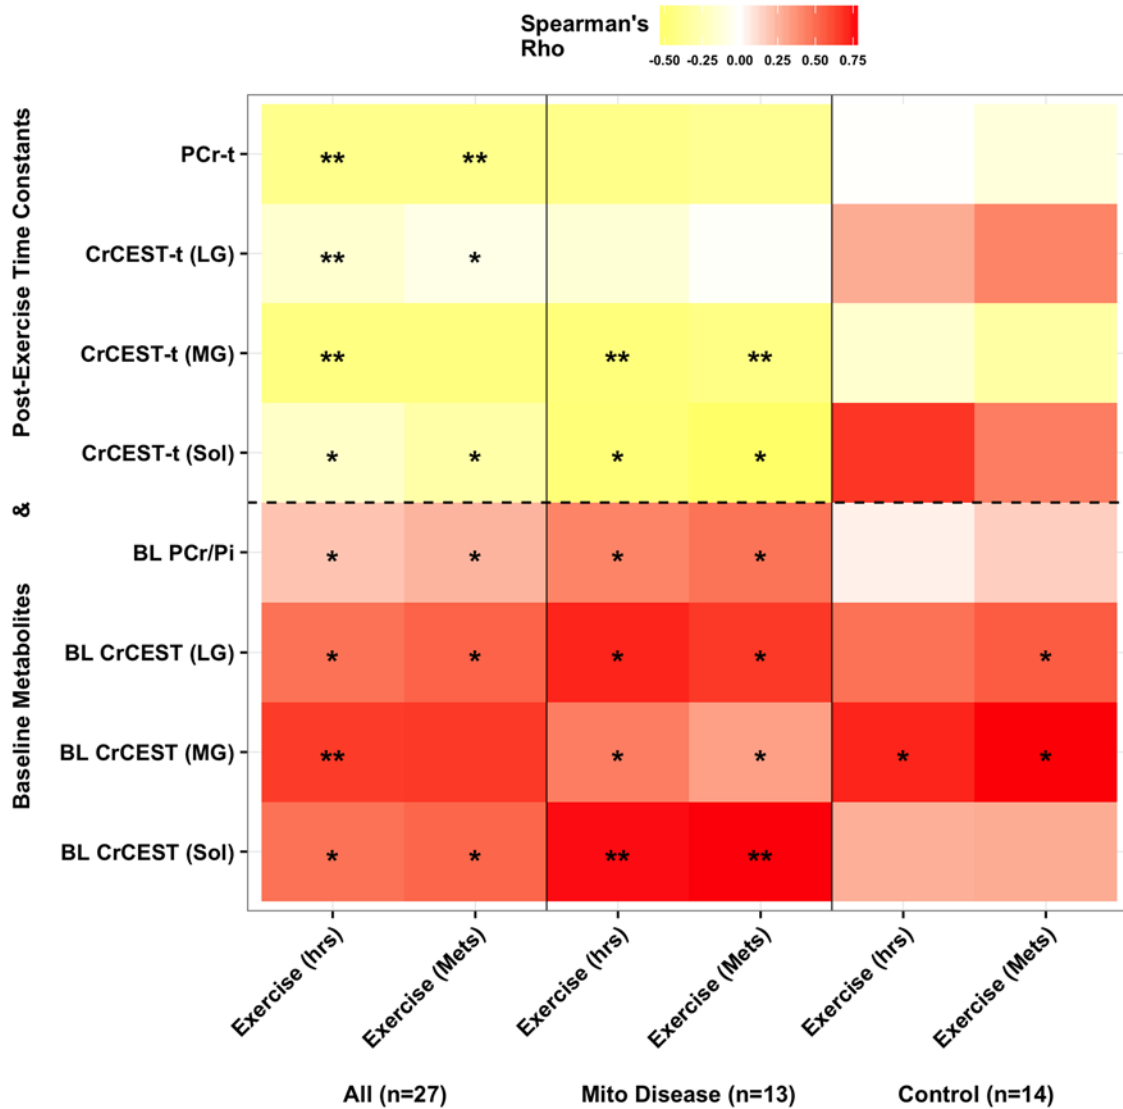 Spearman's
Rho
-0.50 -0.25 0.00 0.25 0.50 0.75
Post-Exercise Time Constants
&
Baseline Metabolites
PCr-t ** **
CrCEST-t (LG) ** *
CrCEST-t (MG) ** ** **
CrCEST-t (Sol) * * * *
BL PCr/Pi * * * *
BL CrCEST (LG) * * * * *
BL CrCEST (MG) ** * * * *
BL CrCEST (Sol) * * ** **
Exercise (hrs) Exercise (Mets) Exercise (hrs) Exercise (Mets) Exercise (hrs) Exercise (Mets)
All (n=27) Mito Disease (n=13) Control (n=14)